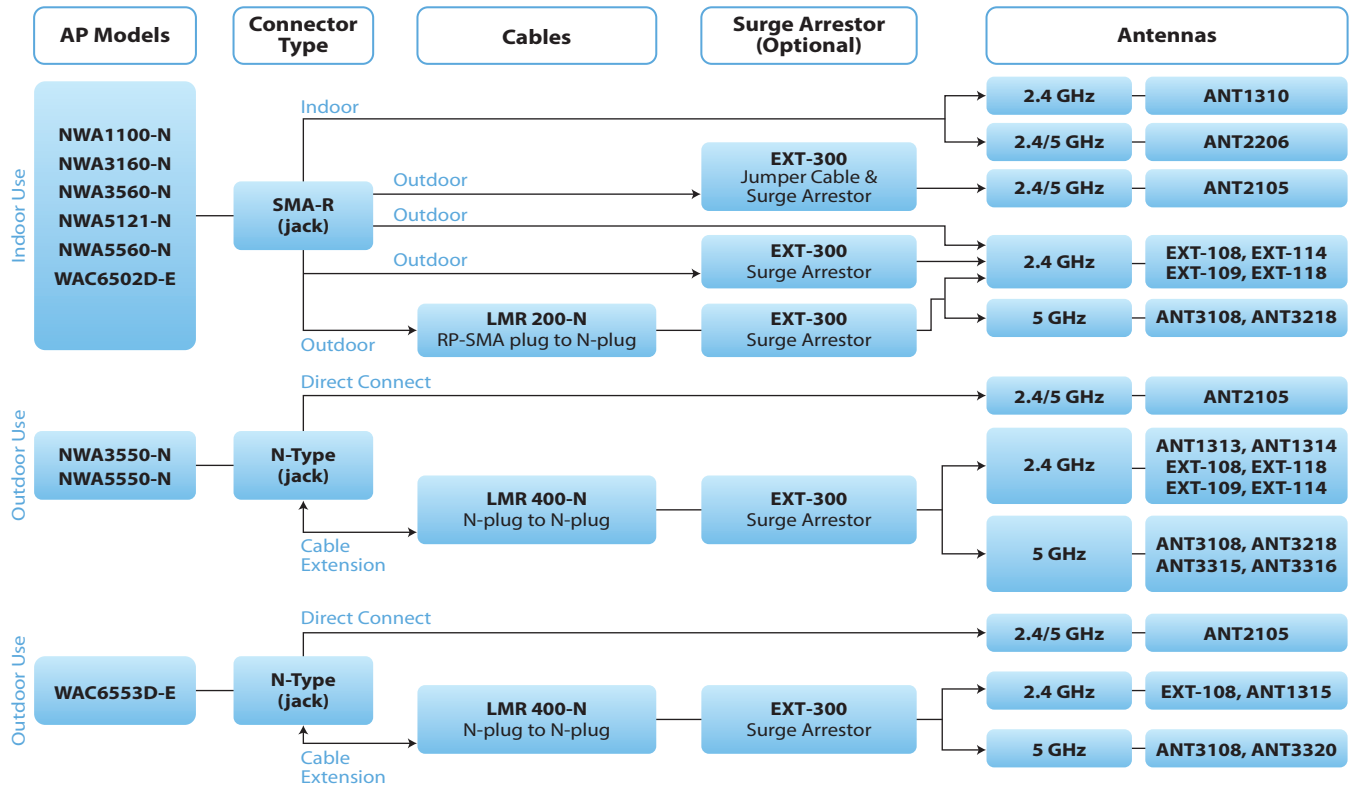 AP Models
Connector
Type
Cables
Surge Arrestor
(Optional)
Antennas
Indoor Use
NWA1100-N
NWA3160-N
NWA3560-N
NWA5121-N
NWA5560-N
WAC6502D-E
SMA-R
(jack)
Indoor
2.4 GHz
ANT1310
2.4/5 GHz
ANT2206
Outdoor
EXT-300
Jumper Cable &
Surge Arrestor
2.4/5 GHz
ANT2105
Outdoor
Outdoor
EXT-300
Surge Arrestor
2.4 GHz
EXT-108, EXT-114
EXT-109, EXT-118
Outdoor
LMR 200-N
RP-SMA plug to N-plug
EXT-300
Surge Arrestor
5 GHz
ANT3108, ANT3218
Outdoor Use
NWA3550-N
NWA5550-N
N-Type
(jack)
Direct Connect
2.4/5 GHz
ANT2105
Cable
Extension
LMR 400-N
N-plug to N-plug
EXT-300
Surge Arrestor
2.4 GHz
ANT1313, ANT1314
EXT-108, EXT-118
EXT-109, EXT-114
5 GHz
ANT3108, ANT3218
ANT3315, ANT3316
Outdoor Use
WAC6553D-E
N-Type
(jack)
Direct Connect
2.4/5 GHz
ANT2105
Cable
Extension
LMR 400-N
N-plug to N-plug
EXT-300
Surge Arrestor
2.4 GHz
EXT-108, ANT1315
5 GHz
ANT3108, ANT3320